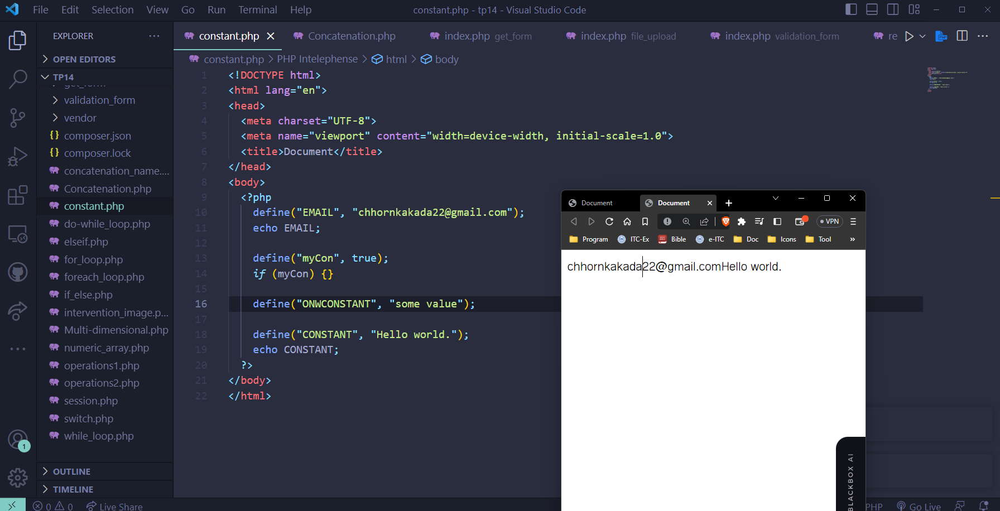 File Edit Selection View Go Run Terminal Help
constant.php - tp14 - Visual Studio Code
EXPLORER
OPEN EDITORS
TP14
validation_form
vendor
composer.json
composer.lock
concatenation_name....
Concatenation.php
constant.php
do-while_loop.php
elseif.php
for_loop.php
foreach_loop.php
if_else.php
intervention_image.p...
Multi-dimensional.php
numeric_array.php
operations1.php
operations2.php
session.php
switch.php
while_loop.php
OUTLINE
TIMELINE
1
0 0 Live Share
constant.php Concatenation.php index.php get_form index.php file_upload index.php validation_form re
constant.php > PHP Intelephense > html > body
1 <!DOCTYPE html>
2 <html lang="en">
3 <head>
4 <meta charset="UTF-8">
5 <meta name="viewport" content="width=device-width, initial-scale=1.0">
6 <title>Document</title>
7 </head>
8 <body>
9 <?php
10 define("EMAIL", "chhornkakada22@gmail.com");
11 echo EMAIL;
12
13 define("myCon", true);
14 if (myCon) {}
15
16 define("ONWCONSTANT", "some value");
17
18 define("CONSTANT", "Hello world.");
19 echo CONSTANT;
20 ?>
21 </body>
22 </html>
Document Document
VPN
Program ITC-Ex Bible e-ITC Doc Icons Tool »
chhornkakada22@gmail.comHello world.
BLACKBOX AI
PHP Go Live